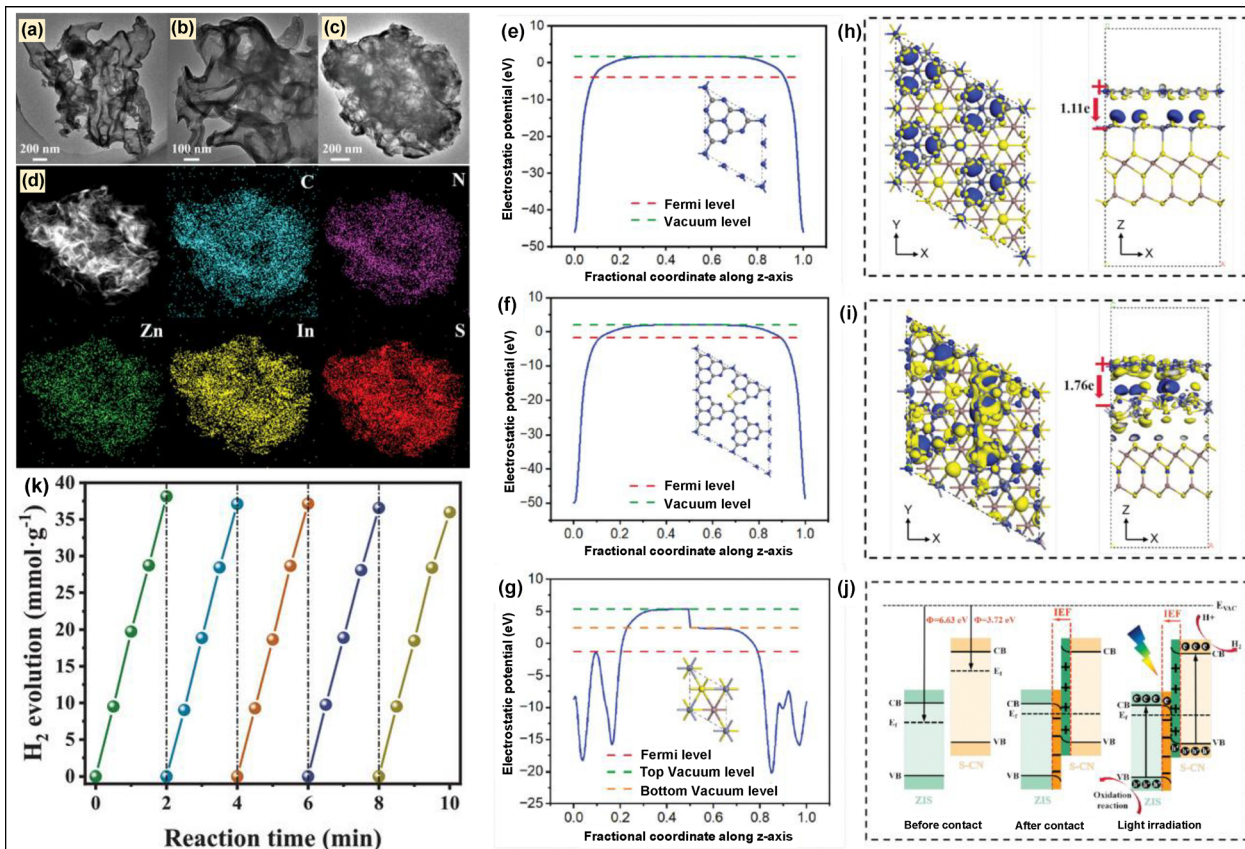 (a)
200 nm
(b)
100 nm
(c)
200 nm
(d)
C
N
Zn
In
S
(k)
H₂ evolution (mmol·g⁻¹)
40
35
30
25
20
15
10
5
0
0 2 4 6 8 10
Reaction time (min)
(e)
Electrostatic potential (eV)
10
0
−10
−20
−30
−40
−50
Fermi level
Vacuum level
0.0 0.2 0.4 0.6 0.8 1.0
Fractional coordinate along z-axis
(f)
Electrostatic potential (eV)
10
0
−10
−20
−30
−40
−50
Fermi level
Vacuum level
0.0 0.2 0.4 0.6 0.8 1.0
Fractional coordinate along z-axis
(g)
Electrostatic potential (eV)
10
5
0
−5
−10
−15
−20
−25
Fermi level
Top Vacuum level
Bottom Vacuum level
0.0 0.2 0.4 0.6 0.8 1.0
Fractional coordinate along z-axis
(h)
Y
X
+
1.11e
−
Z
X
(i)
Y
X
+
1.76e
−
Z
X
(j)
E_VAC
Φ=6.63 eV Φ=3.72 eV
CB
E_f
VB
ZIS
CB
E_f
VB
S-CN
Before contact
IEF
CB
E_f
VB
ZIS
CB
VB
S-CN
After contact
IEF
H+
H₂
CB
E_f
VB
ZIS
CB
VB
S-CN
Oxidation
reaction
Light irradiation